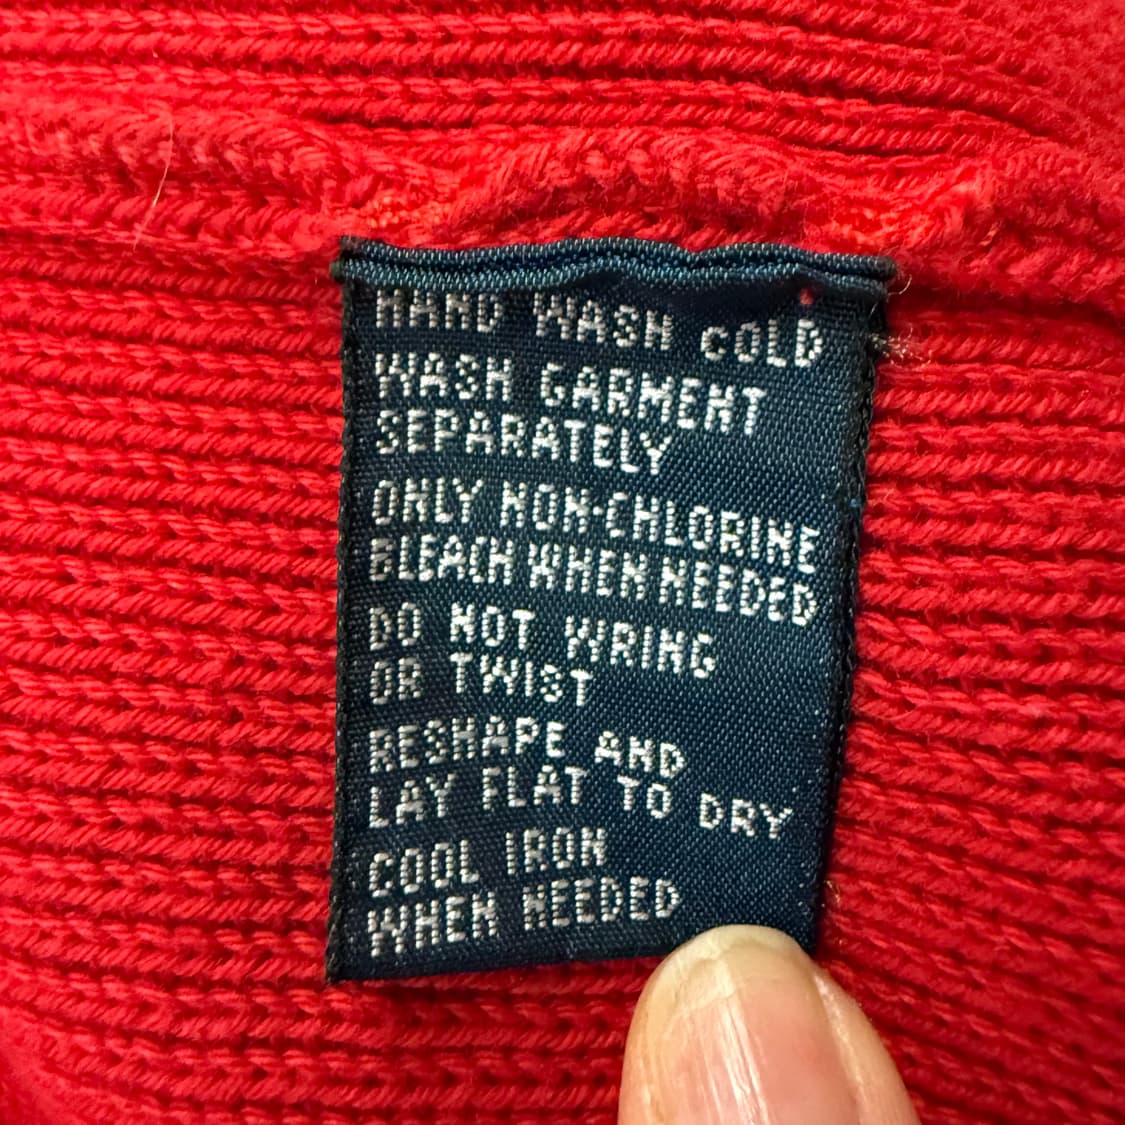 HAND WASH COLD
WASH GARMENT
SEPARATELY
ONLY NON-CHLORINE
BLEACH WHEN NEEDED
DO NOT WRING
OR TWIST
RESHAPE AND
LAY FLAT TO DRY
COOL IRON
WHEN NEEDED